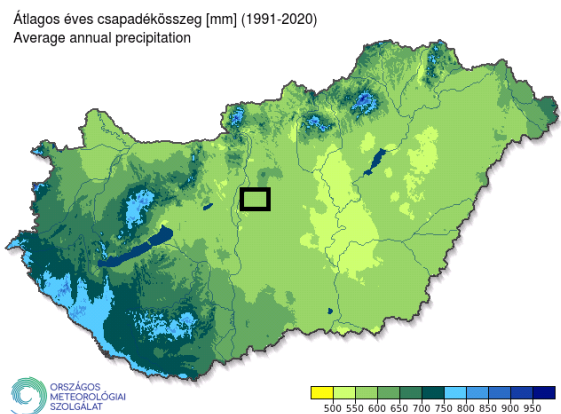 Átlagos éves csapadékösszeg [mm] (1991-2020)
Average annual precipitation
ORSZÁGOS
METEOROLÓGIAI
SZOLGÁLAT
500 550 600 650 700 750 800 850 900 950